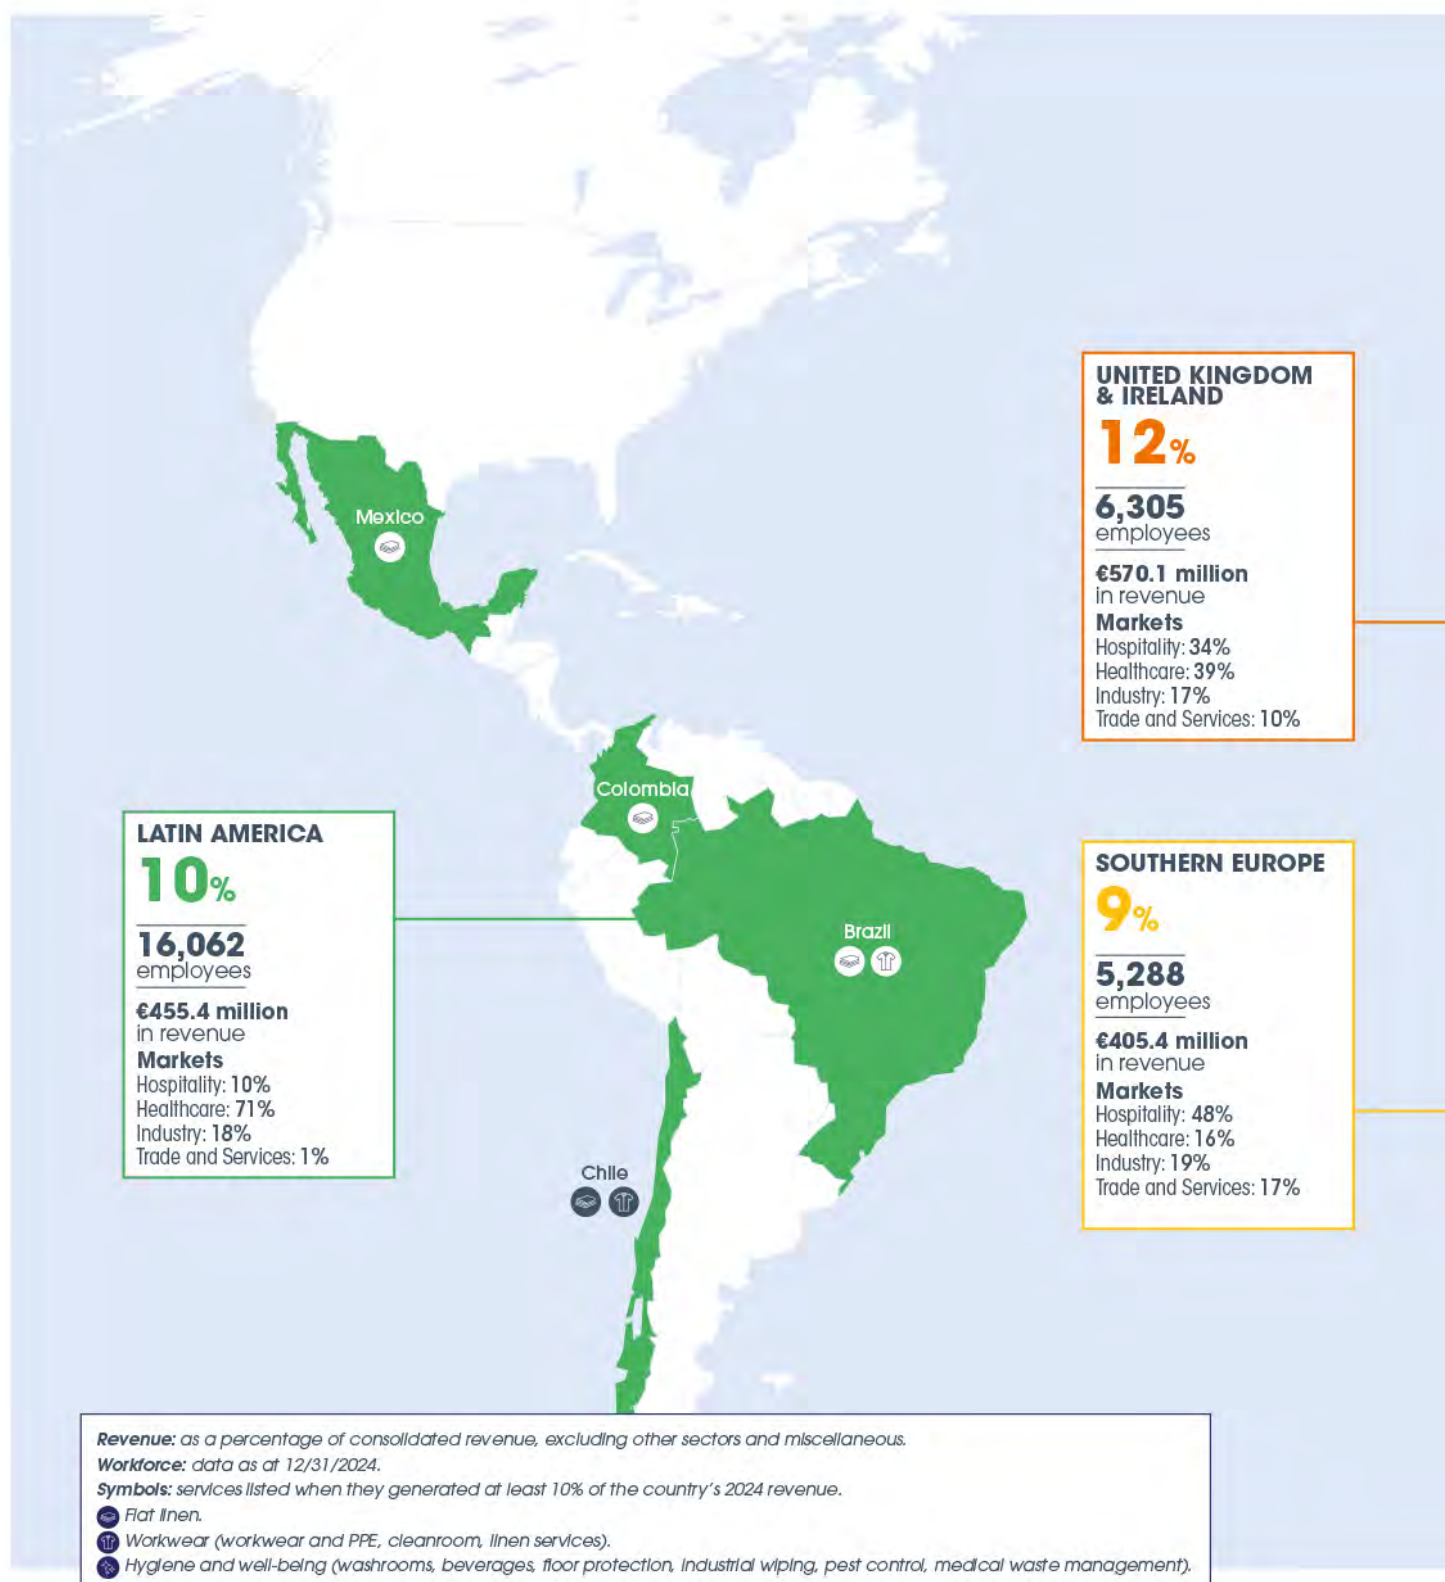 UNITED KINGDOM
& IRELAND
12%
6,305
employees
€570.1 million
in revenue
Markets
Hospitality: 34%
Healthcare: 39%
Industry: 17%
Trade and Services: 10%
Mexico
Colombia
LATIN AMERICA
10%
16,062
employees
€455.4 million
in revenue
Markets
Hospitality: 10%
Healthcare: 71%
Industry: 18%
Trade and Services: 1%
Brazil
Chile
SOUTHERN EUROPE
9%
5,288
employees
€405.4 million
in revenue
Markets
Hospitality: 48%
Healthcare: 16%
Industry: 19%
Trade and Services: 17%
Revenue: as a percentage of consolidated revenue, excluding other sectors and miscellaneous.
Workforce: data as at 12/31/2024.
Symbols: services listed when they generated at least 10% of the country's 2024 revenue.
Flat linen.
Workwear (workwear and PPE, cleanroom, linen services).
Hygiene and well-being (washrooms, beverages, floor protection, industrial wiping, pest control, medical waste management).